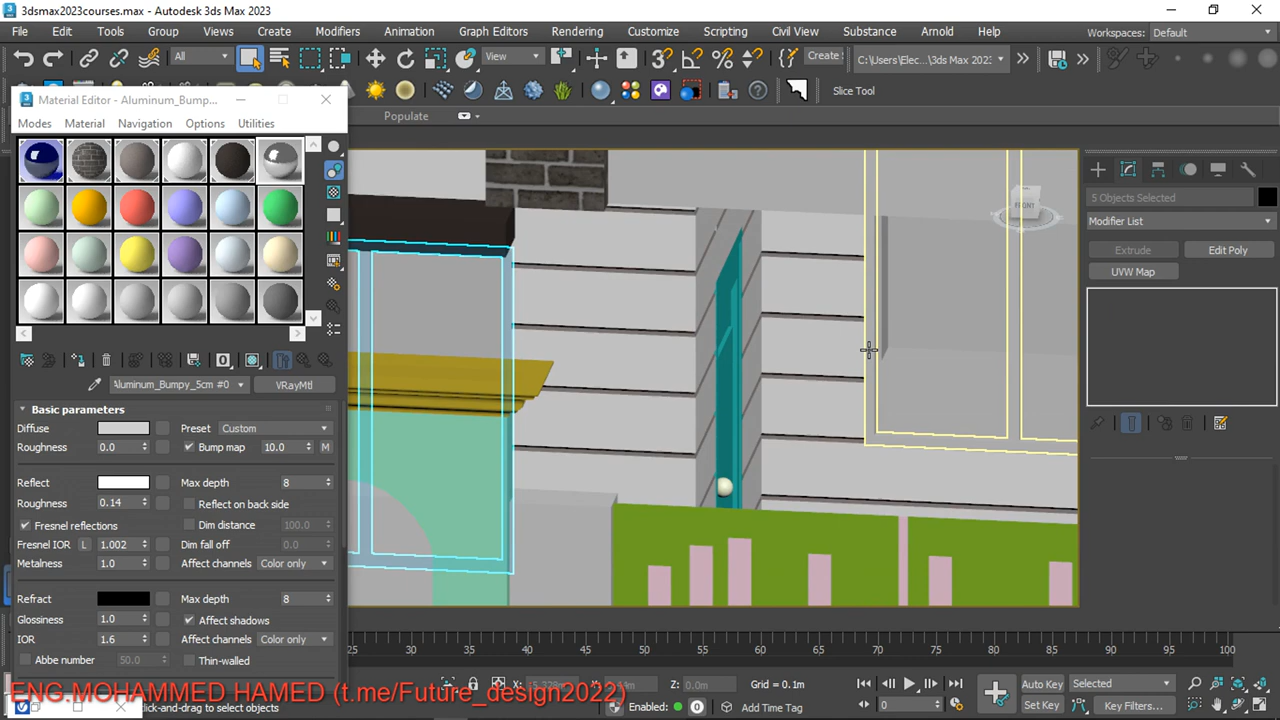 3dsmax2023courses.max - Autodesk 3ds Max 2023
File Edit Tools Group Views Create Modifiers Animation Graph Editors Rendering Customize Scripting Civil View Substance Arnold Help Workspaces: Default
All View Create C:\Users\Elec... \3ds Max 202:
Slice Tool
Material Editor - Aluminum_Bump...
Populate
Modes Material Navigation Options Utilities
5 Objects Selected
FRONT
Modifier List
Extrude Edit Poly
UVW Map
Aluminum_Bumpy_5cm #0 VRayMtl
Basic parameters
Diffuse Preset Custom
Roughness 0.0 Bump map 10.0 M
Reflect Max depth 8
Roughness 0.14 Reflect on back side
Fresnel reflections Dim distance 100.0
Fresnel IOR L 1.002 Dim fall off 0.0
Metalness 1.0 Affect channels Color only
Refract Max depth 8
Glossiness 1.0 Affect shadows
IOR 1.6 Affect channels Color only
Abbe number 50.0 Thin-walled
35 40 45 50 55 60 65 70 75 80 85 90 95 100
Z: 0.0m Grid = 0.1m Auto Key Selected
ENG.MOHAMMED HAMED (t.me/Future_design2022)
click-and-drag to select objects Enabled: 0 Add Time Tag 0 Set Key Key Filters...